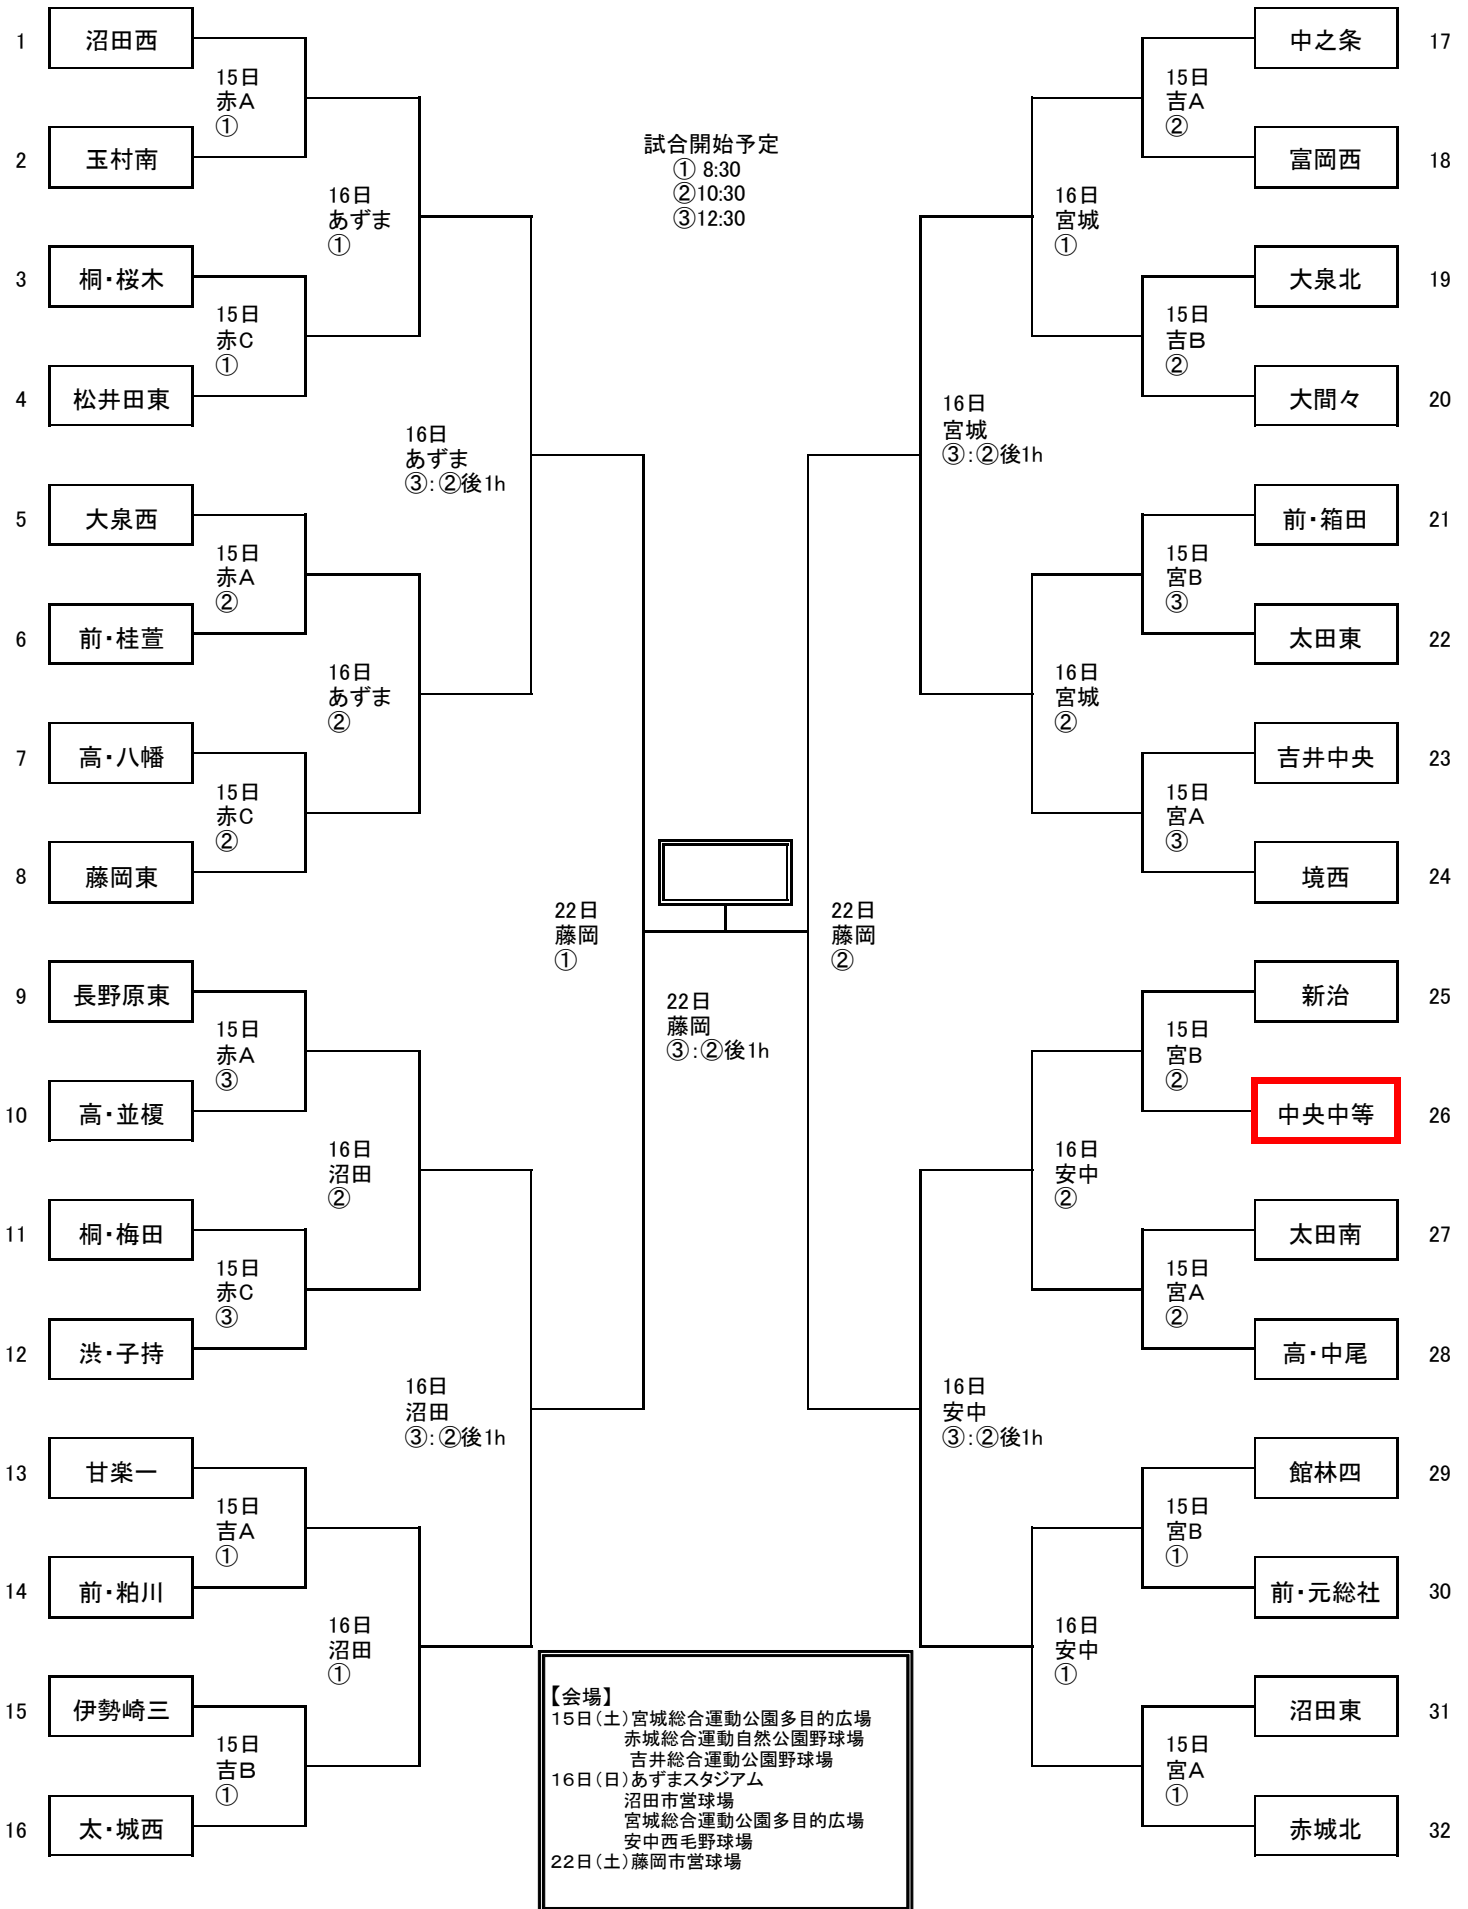 1 沼田西
15日
赤A
①
2 玉村南
16日
あずま
①
3 桐・桜木
15日
赤C
①
4 松井田東
16日
あずま
③:②後1h
5 大泉西
15日
赤A
②
6 前・桂萱
16日
あずま
②
7 高・八幡
15日
赤C
②
8 藤岡東
22日
藤岡
①
9 長野原東
15日
赤A
③
10 高・並榎
16日
沼田
②
11 桐・梅田
15日
赤C
③
12 渋・子持
16日
沼田
③:②後1h
13 甘楽一
15日
吉A
①
14 前・粕川
16日
沼田
①
15 伊勢崎三
15日
吉B
①
16 太・城西
試合開始予定
① 8:30
②10:30
③12:30
22日
藤岡
③:②後1h
【会場】
15日(土)宮城総合運動公園多目的広場
赤城総合運動自然公園野球場
吉井総合運動公園野球場
16日(日)あずまスタジアム
沼田市営球場
宮城総合運動公園多目的広場
安中西毛野球場
22日(土)藤岡市営球場
中之条 17
15日
吉A
②
富岡西 18
16日
宮城
①
大泉北 19
15日
吉B
②
大間々 20
16日
宮城
③:②後1h
前・箱田 21
15日
宮B
③
太田東 22
16日
宮城
②
吉井中央 23
15日
宮A
③
境西 24
22日
藤岡
②
新治 25
15日
宮B
②
中央中等 26
16日
安中
②
太田南 27
15日
宮A
②
高・中尾 28
16日
安中
③:②後1h
館林四 29
15日
宮B
①
前・元総社 30
16日
安中
①
沼田東 31
15日
宮A
①
赤城北 32